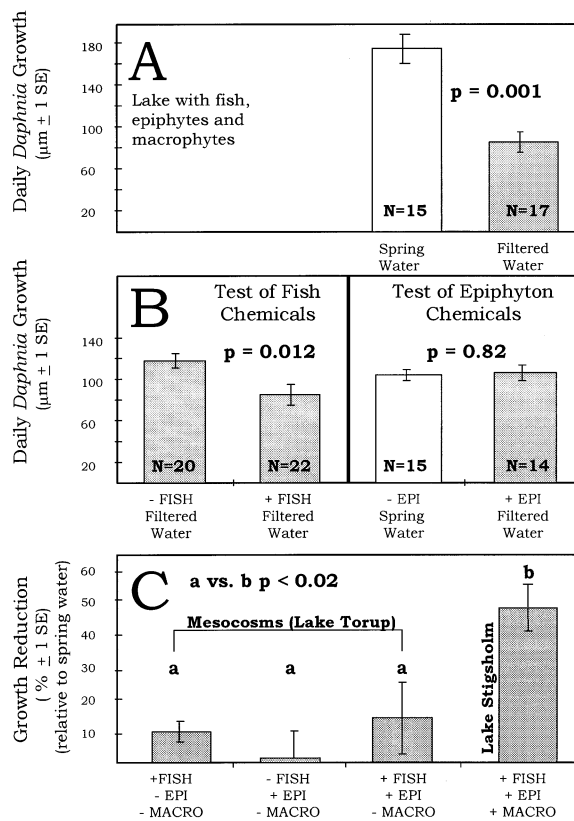 A
Daily Daphnia Growth
(µm ± 1 SE)
180
140
100
60
20
Lake with fish,
epiphytes and
macrophytes
p = 0.001
N=15
N=17
Spring
Water
Filtered
Water
B
Daily Daphnia Growth
(µm ± 1 SE)
140
100
60
20
Test of Fish
Chemicals
p = 0.012
Test of Epiphyton
Chemicals
p = 0.82
N=20
N=22
N=15
N=14
- FISH
Filtered
Water
+ FISH
Filtered
Water
- EPI
Spring
Water
+ EPI
Filtered
Water
C
Growth Reduction
( % ± 1 SE)
(relative to spring water)
60
50
40
30
20
10
a vs. b p < 0.02
Mesocosms (Lake Torup)
a
a
a
b
Lake Stigsholm
+FISH
- EPI
- MACRO
- FISH
+ EPI
- MACRO
+ FISH
+ EPI
- MACRO
+ FISH
+ EPI
+ MACRO